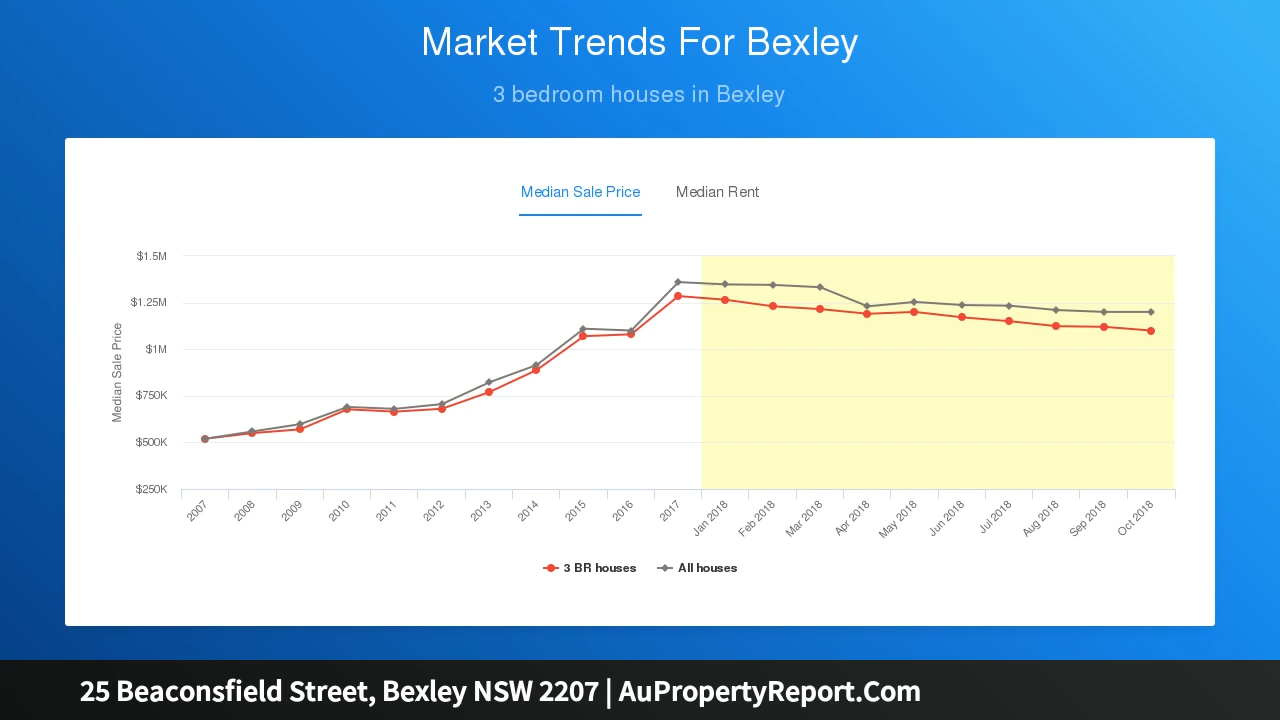 Market Trends For Bexley
3 bedroom houses in Bexley
Median Sale Price Median Rent
Median Sale Price
$1.5M
$1.25M
$1M
$750K
$500K
$250K
2007 2008 2009 2010 2011 2012 2013 2014 2015 2016 2017 Jan 2018 Feb 2018 Mar 2018 Apr 2018 May 2018 Jun 2018 Jul 2018 Aug 2018 Sep 2018 Oct 2018
3 BR houses All houses
25 Beaconsfield Street, Bexley NSW 2207 | AuPropertyReport.Com